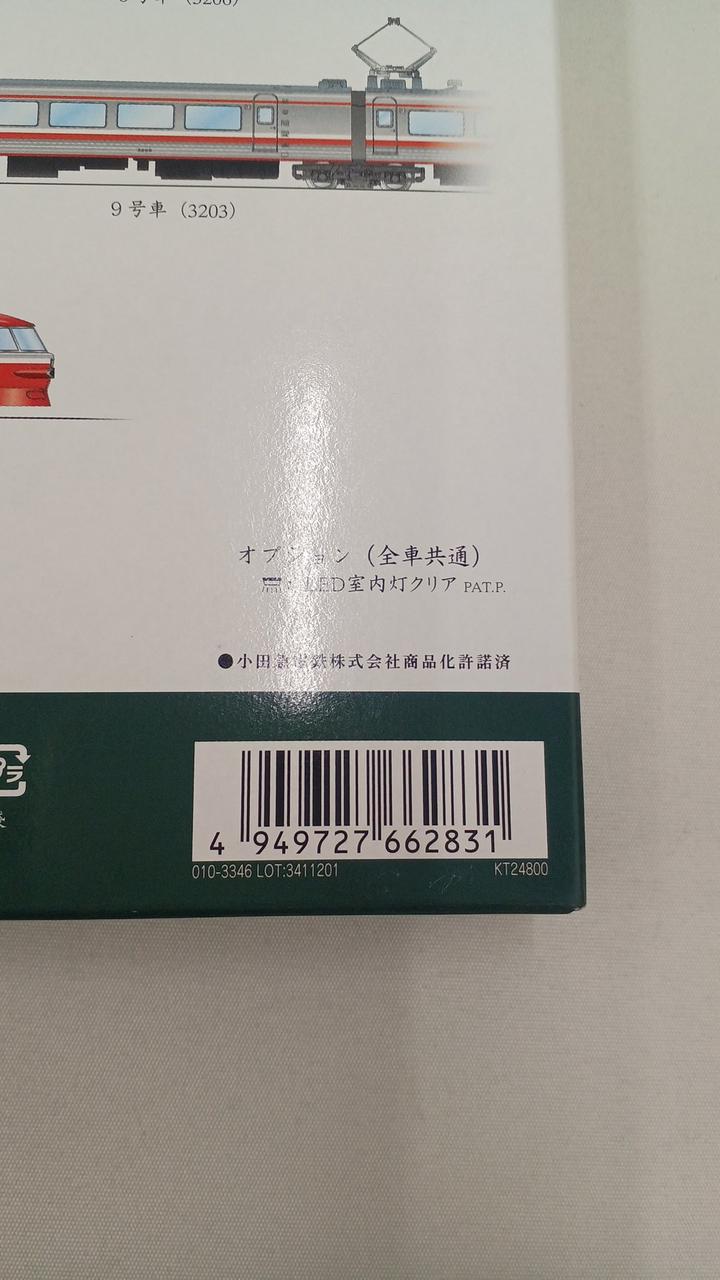 9号車（3203）
オプション（全車共通）
LED室内灯クリア PAT.P.
●小田急電鉄株式会社商品化許諾済
プラ
4 949727 662831
010-3346 LOT:3411201
KT24800